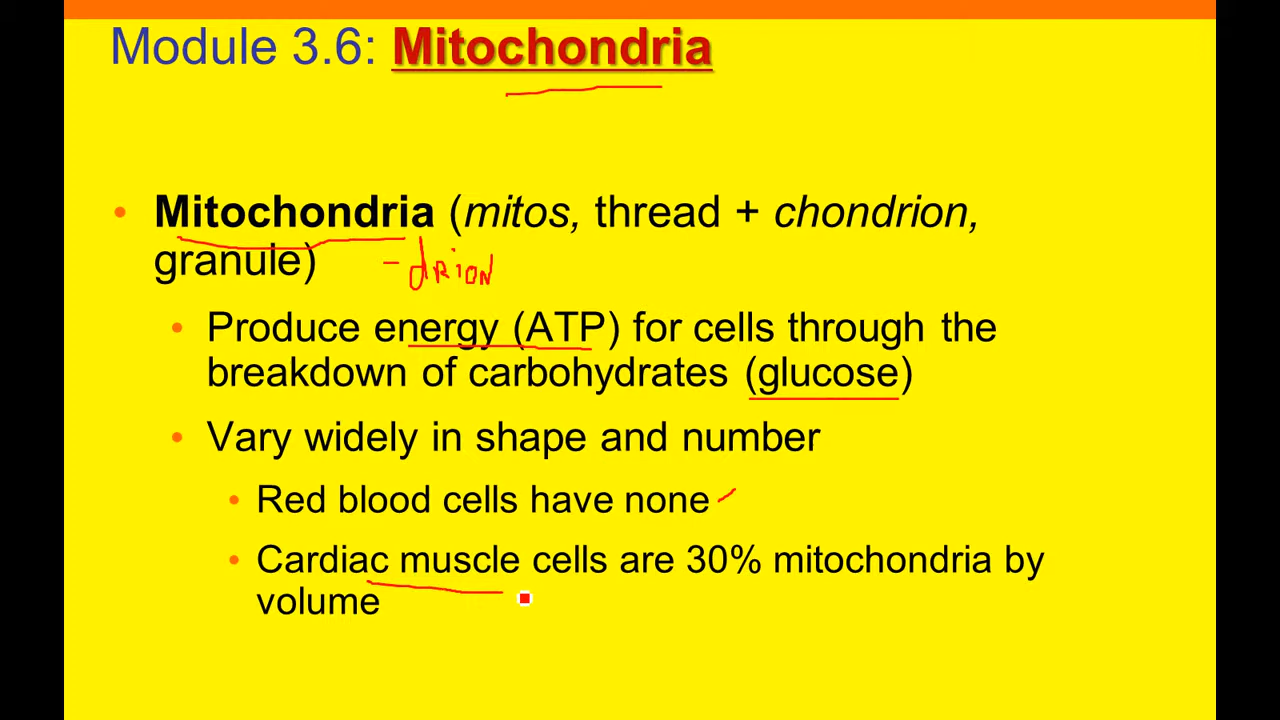 Module 3.6: Mitochondria
• Mitochondria (mitos, thread + chondrion,
granule)
- drion
• Produce energy (ATP) for cells through the
breakdown of carbohydrates (glucose)
• Vary widely in shape and number
• Red blood cells have none
• Cardiac muscle cells are 30% mitochondria by
volume